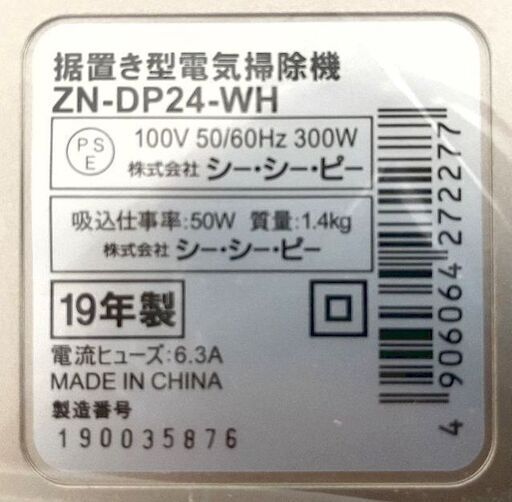 据置き型電気掃除機
ZN-DP24-WH
PS
E
100V 50/60Hz 300W
株式会社 シー・シー・ピー
吸込仕事率:50W 質量:1.4kg
株式会社 シー・シー・ピー
19年製
電流ヒューズ:6.3A
MADE IN CHINA
製造番号
190035876
4 906064 272277